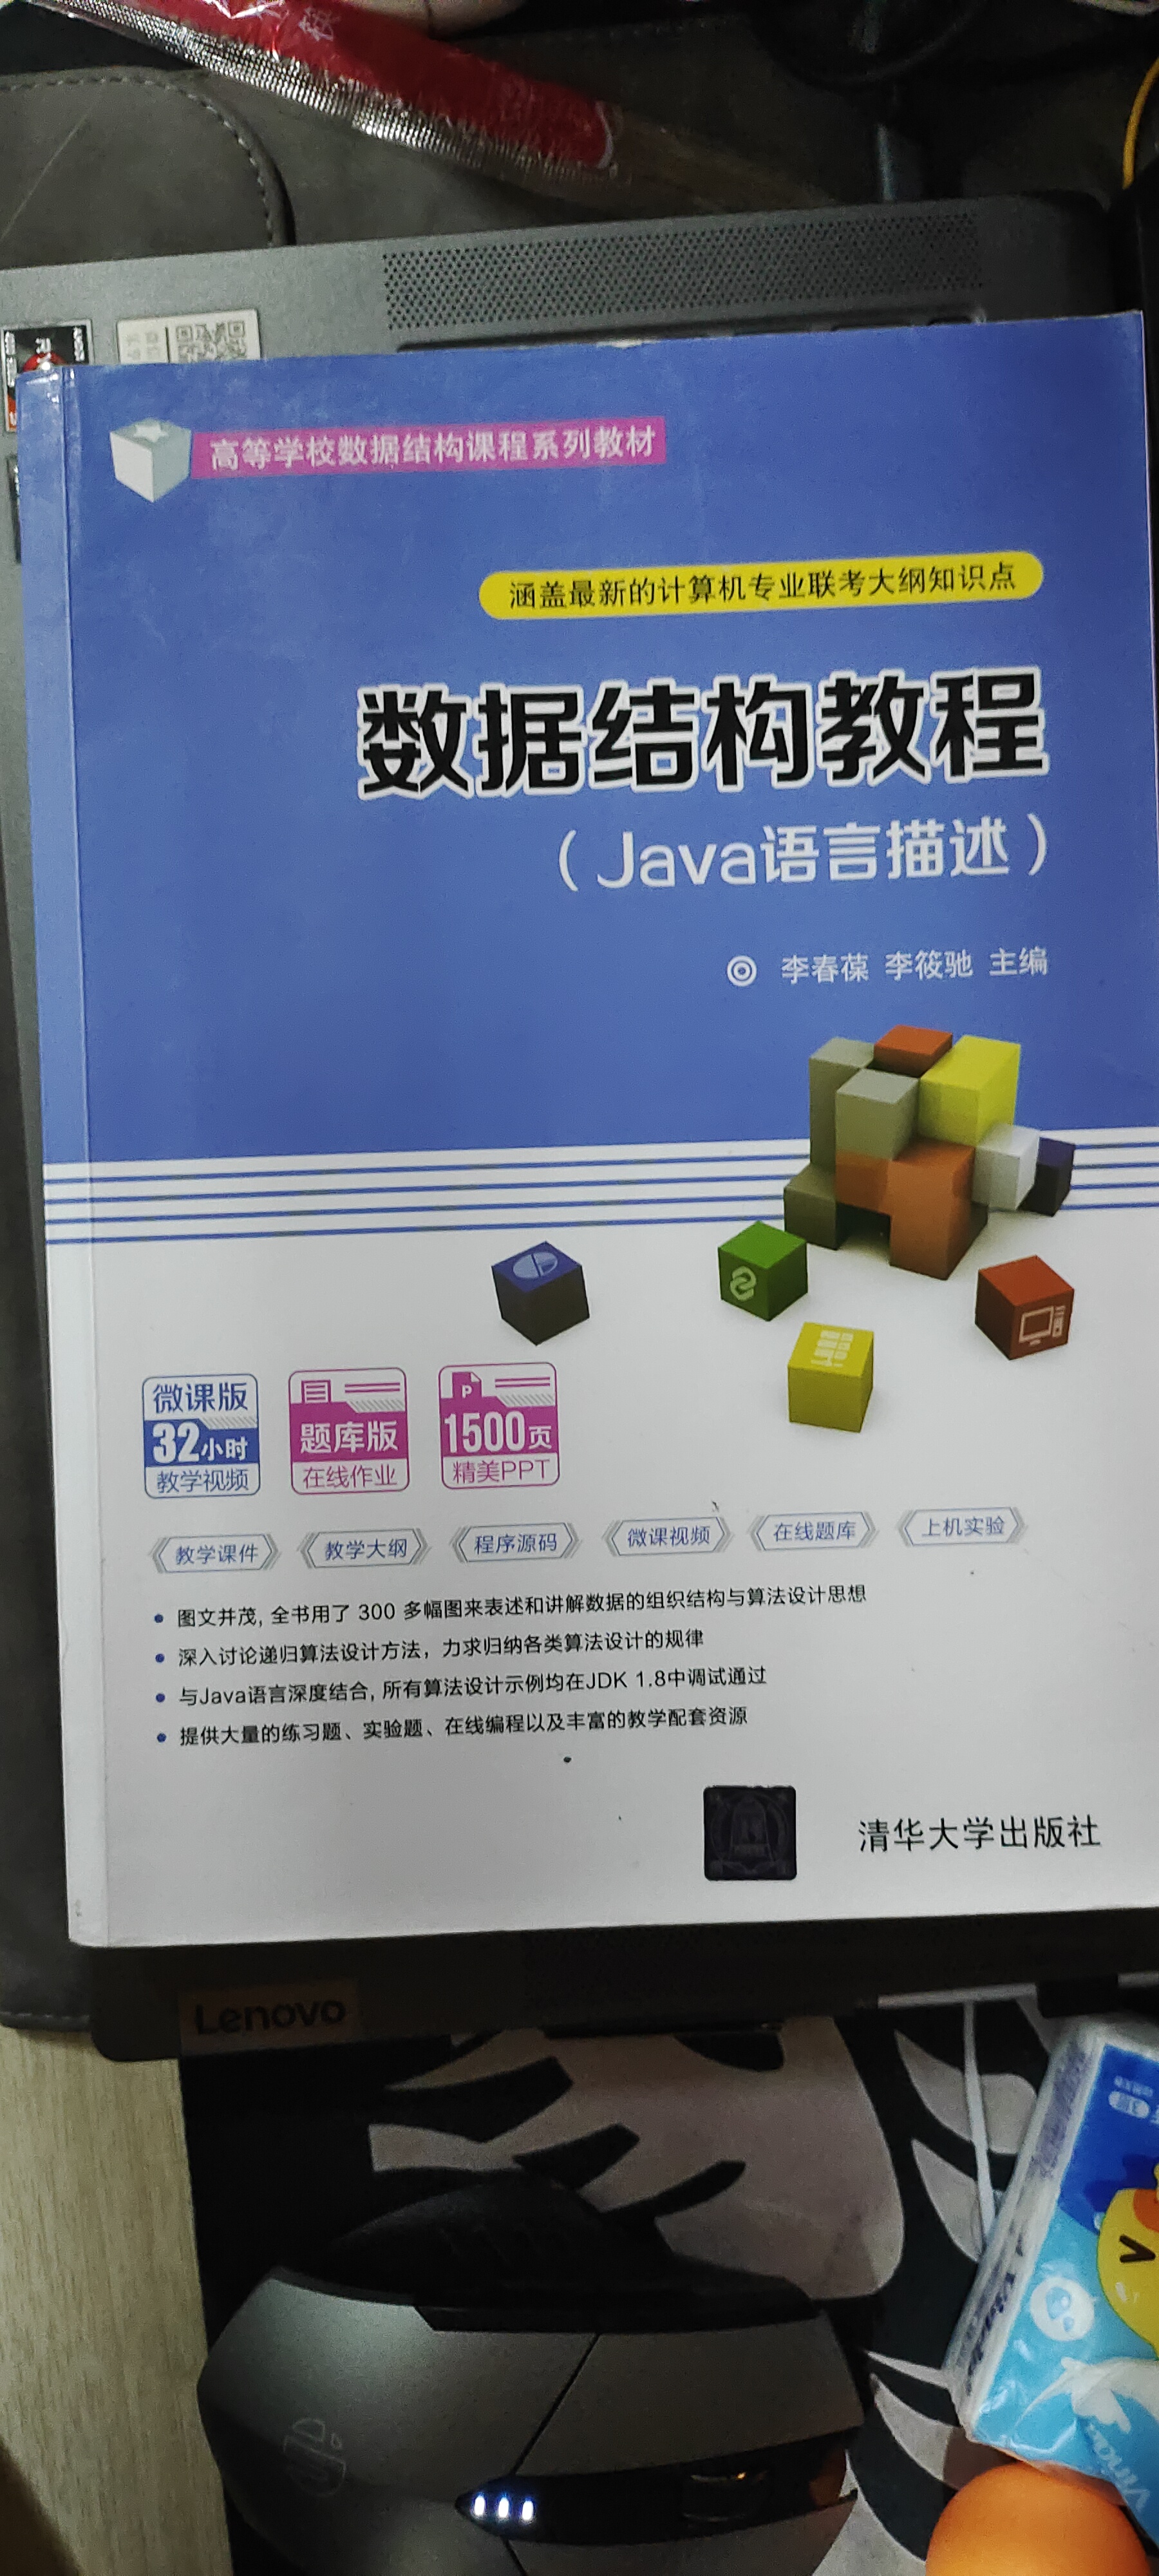 高等学校数据结构课程系列教材
涵盖最新的计算机专业联考大纲知识点
数据结构教程
（Java语言描述）
李春葆 李筱驰 主编
微课版
32小时
教学视频
题库版
在线作业
P
1500页
精美PPT
教学课件
教学大纲
程序源码
微课视频
在线题库
上机实验
• 图文并茂, 全书用了 300 多幅图来表述和讲解数据的组织结构与算法设计思想
• 深入讨论递归算法设计方法，力求归纳各类算法设计的规律
• 与Java语言深度结合, 所有算法设计示例均在JDK 1.8中调试通过
• 提供大量的练习题、实验题、在线编程以及丰富的教学配套资源
清华大学出版社
Lenovo